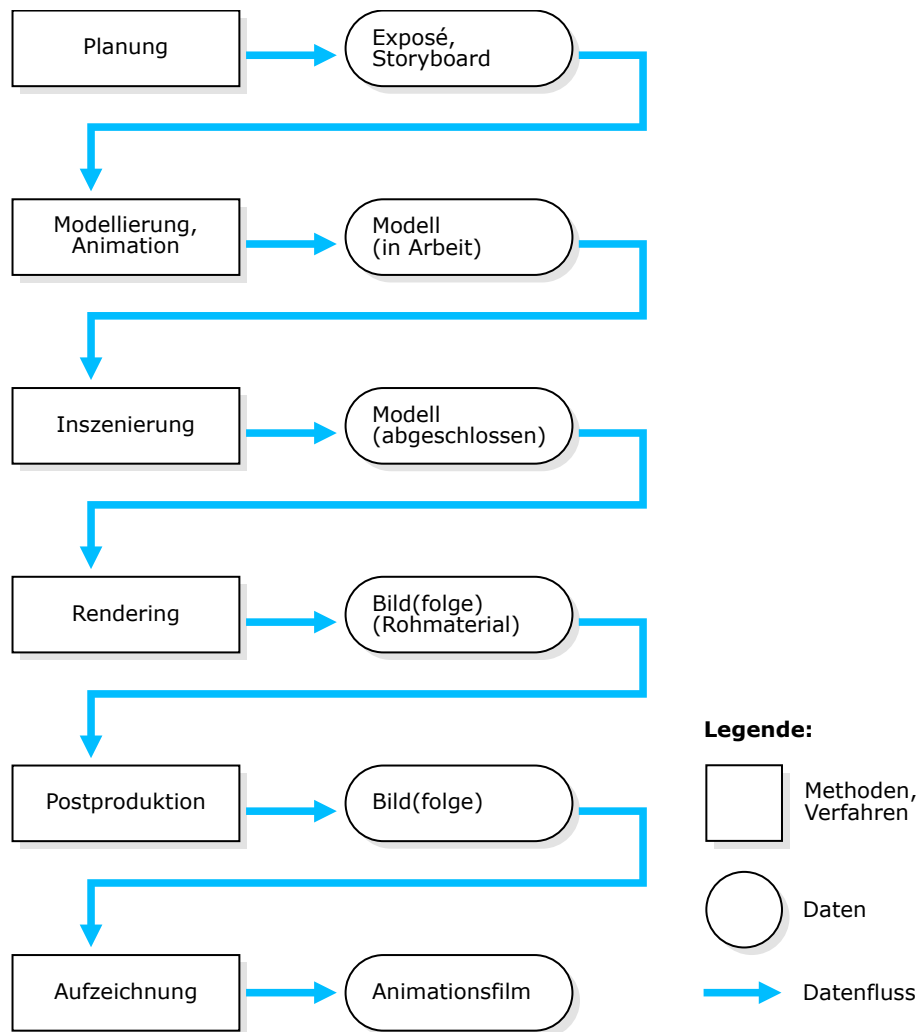 Planung
Exposé,
Storyboard
Modellierung,
Animation
Modell
(in Arbeit)
Inszenierung
Modell
(abgeschlossen)
Rendering
Bild(folge)
(Rohmaterial)
Postproduktion
Bild(folge)
Aufzeichnung
Animationsfilm
Legende:
Methoden,
Verfahren
Daten
Datenfluss